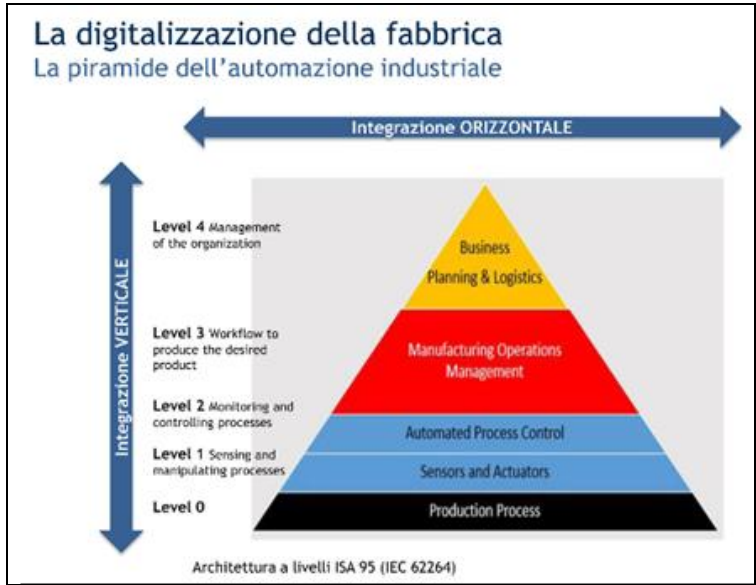 La digitalizzazione della fabbrica
La piramide dell'automazione industriale
Integrazione ORIZZONTALE
Integrazione VERTICALE
Level 4 Management
of the organization
Business
Planning & Logistics
Level 3 Workflow to
produce the desired
product
Manufacturing Operations
Management
Level 2 Monitoring and
controlling processes
Automated Process Control
Level 1 Sensing and
manipulating processes
Sensors and Actuators
Level 0
Production Process
Architettura a livelli ISA 95 (IEC 62264)